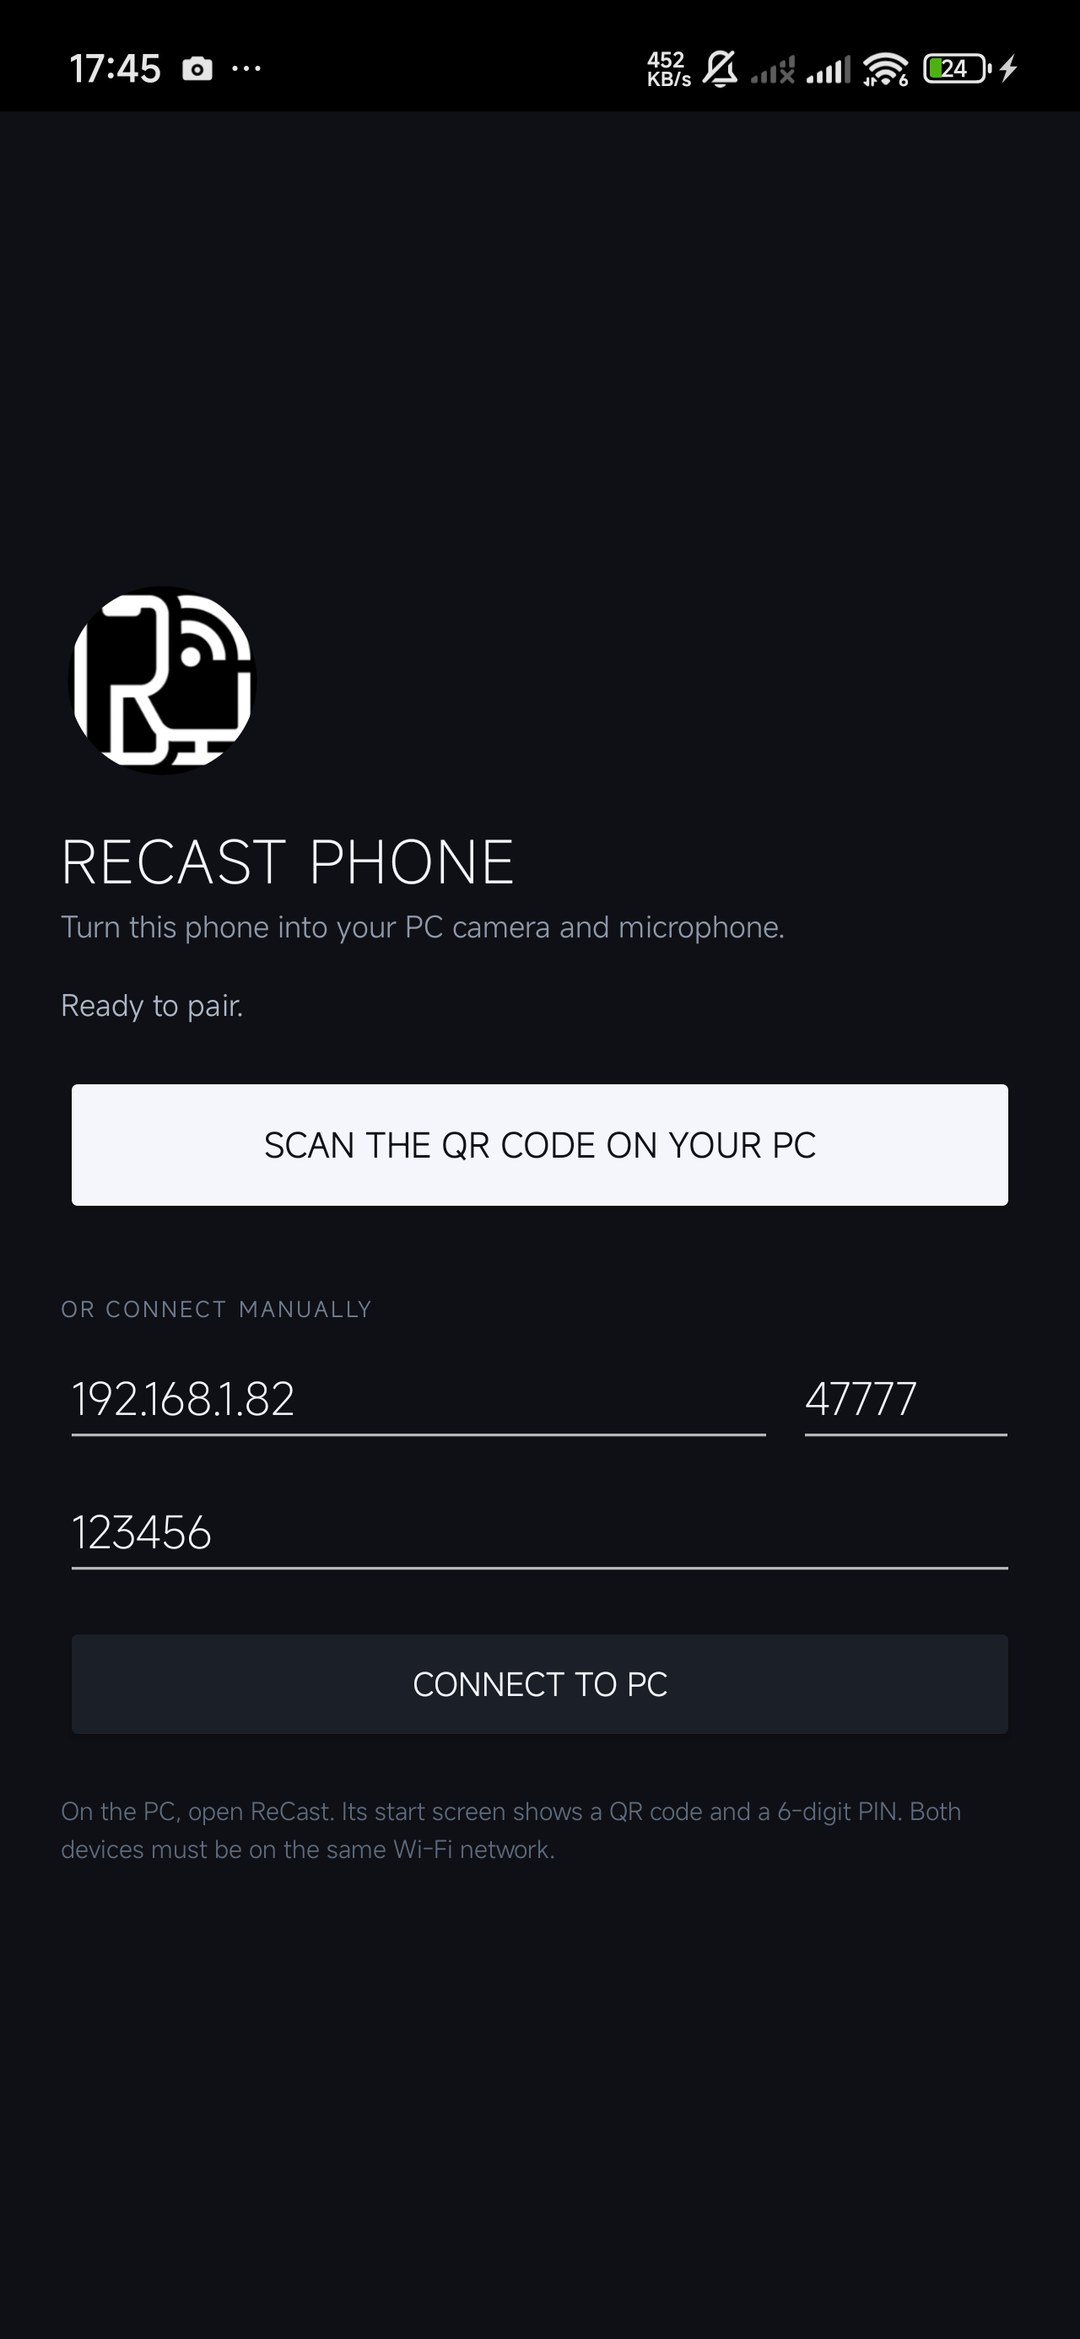 17:45
452
KB/s
6
24
RECAST PHONE
Turn this phone into your PC camera and microphone.
Ready to pair.
SCAN THE QR CODE ON YOUR PC
OR CONNECT MANUALLY
192.168.1.82
47777
123456
CONNECT TO PC
On the PC, open ReCast. Its start screen shows a QR code and a 6-digit PIN. Both
devices must be on the same Wi-Fi network.